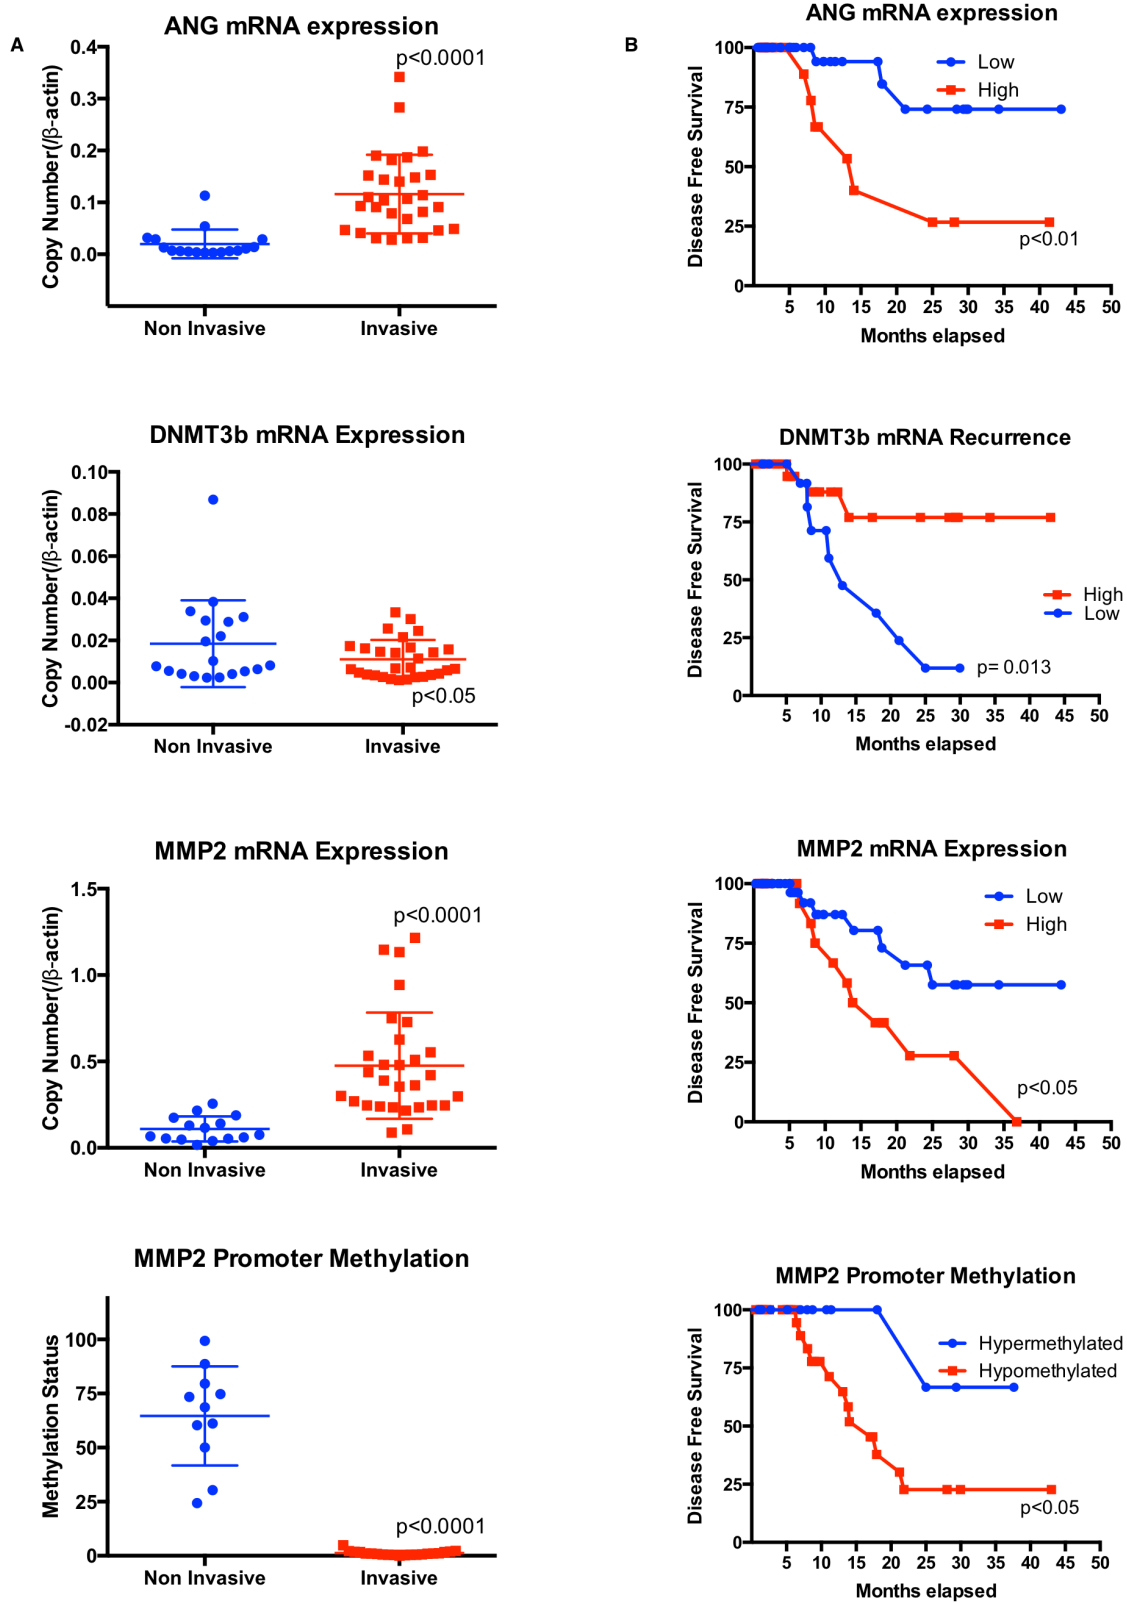 A
ANG mRNA expression
Copy Number(/β-actin)
0.4
0.3
0.2
0.1
0.0
p<0.0001
Non Invasive
Invasive
B
ANG mRNA expression
Disease Free Survival
100
75
50
25
0
Low
High
p<0.01
5 10 15 20 25 30 35 40 45 50
Months elapsed
DNMT3b mRNA Expression
Copy Number(/β-actin)
0.10
0.08
0.06
0.04
0.02
0.00
-0.02
p<0.05
Non Invasive
Invasive
DNMT3b mRNA Recurrence
Disease Free Survival
100
75
50
25
0
High
Low
p= 0.013
5 10 15 20 25 30 35 40 45 50
Months elapsed
MMP2 mRNA Expression
Copy Number(/β-actin)
1.5
1.0
0.5
0.0
p<0.0001
Non Invasive
Invasive
MMP2 mRNA Expression
Disease Free Survival
100
75
50
25
0
Low
High
p<0.05
5 10 15 20 25 30 35 40 45 50
Months elapsed
MMP2 Promoter Methylation
Methylation Status
100
75
50
25
0
p<0.0001
Non Invasive
Invasive
MMP2 Promoter Methylation
Disease Free Survival
100
75
50
25
0
Hypermethylated
Hypomethylated
p<0.05
5 10 15 20 25 30 35 40 45 50
Months elapsed